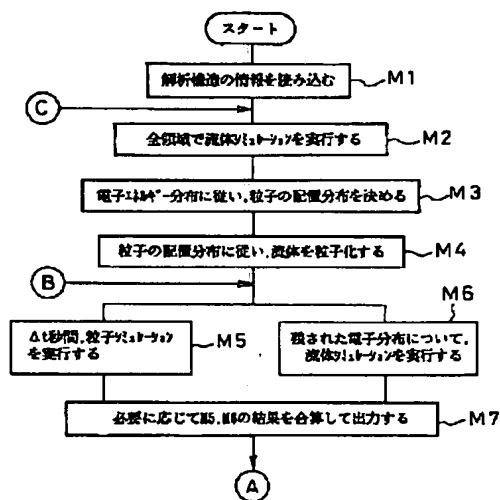 スタート
解析構造の情報を読み込む
M1
C
全領域で流体シミュレーションを実行する
M2
電子エネルギー分布に従い,粒子の配置分布を決める
M3
粒子の配置分布に従い,流体を粒子化する
M4
B
M6
Δt秒間,粒子シミュレーション
を実行する
M5
残された電子分布について,
流体シミュレーションを実行する
必要に応じてM5,M6の結果を合算して出力する
M7
A